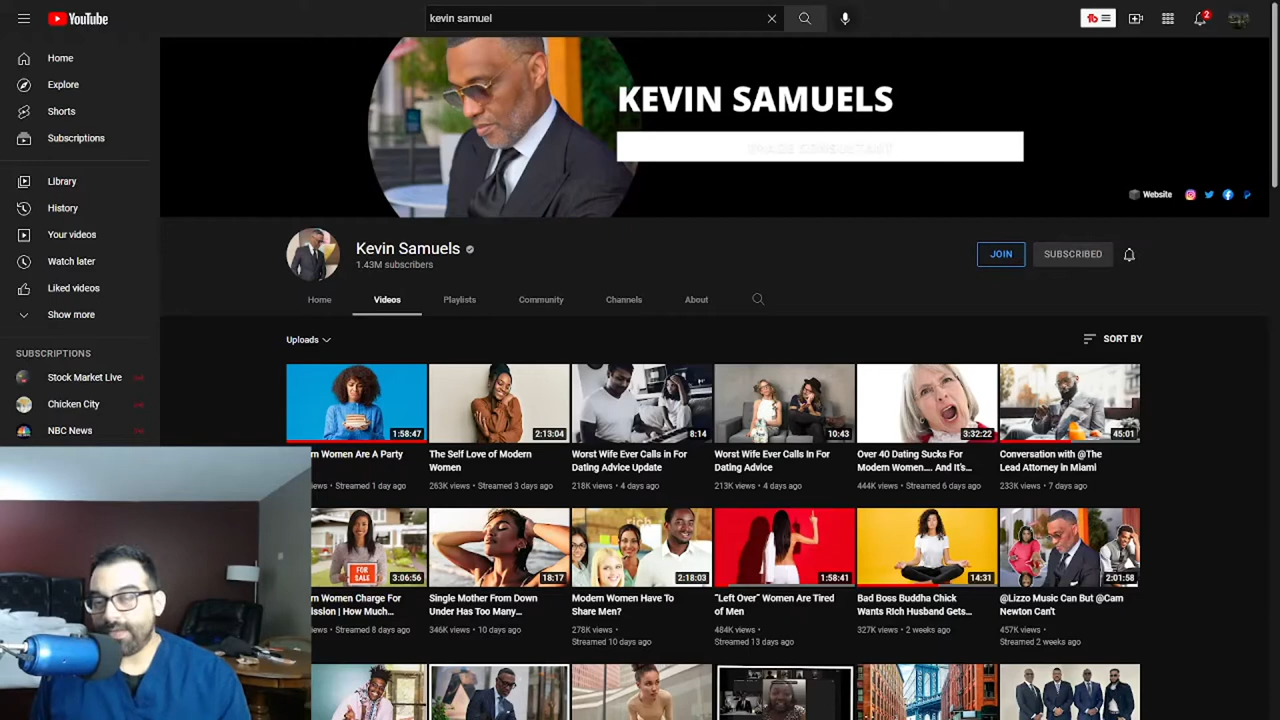 YouTube
kevin samuel
2
Home
Explore
Shorts
Subscriptions
Library
History
Your videos
Watch later
Liked videos
Show more
SUBSCRIPTIONS
Stock Market Live
Chicken City
NBC News
KEVIN SAMUELS
IMAGE CONSULTANT
Website
Kevin Samuels
1.43M subscribers
JOIN
SUBSCRIBED
Home
Videos
Playlists
Community
Channels
About
Uploads
SORT BY
1:58:47
2:13:04
8:14
10:43
3:32:22
45:01
Women Are A Party
Streamed 1 day ago
The Self Love of Modern
Women
263K views • Streamed 3 days ago
Worst Wife Ever Calls in For
Dating Advice Update
218K views • 4 days ago
Worst Wife Ever Calls In For
Dating Advice
213K views • 4 days ago
Over 40 Dating Sucks For
Modern Women.... And It's...
444K views • Streamed 6 days ago
Conversation with @The
Lead Attorney in Miami
233K views • 7 days ago
FOR
SALE
rich
3:06:56
18:17
2:18:03
1:58:41
14:31
2:01:58
Women Charge For
How Much...
Streamed 8 days ago
Single Mother From Down
Under Has Too Many...
346K views • 10 days ago
Modern Women Have To
Share Men?
278K views •
Streamed 10 days ago
"Left Over" Women Are Tired
of Men
484K views •
Streamed 13 days ago
Bad Boss Buddha Chick
Wants Rich Husband Gets...
327K views • 2 weeks ago
@Lizzo Music Can But @Cam
Newton Can't
457K views •
Streamed 2 weeks ago